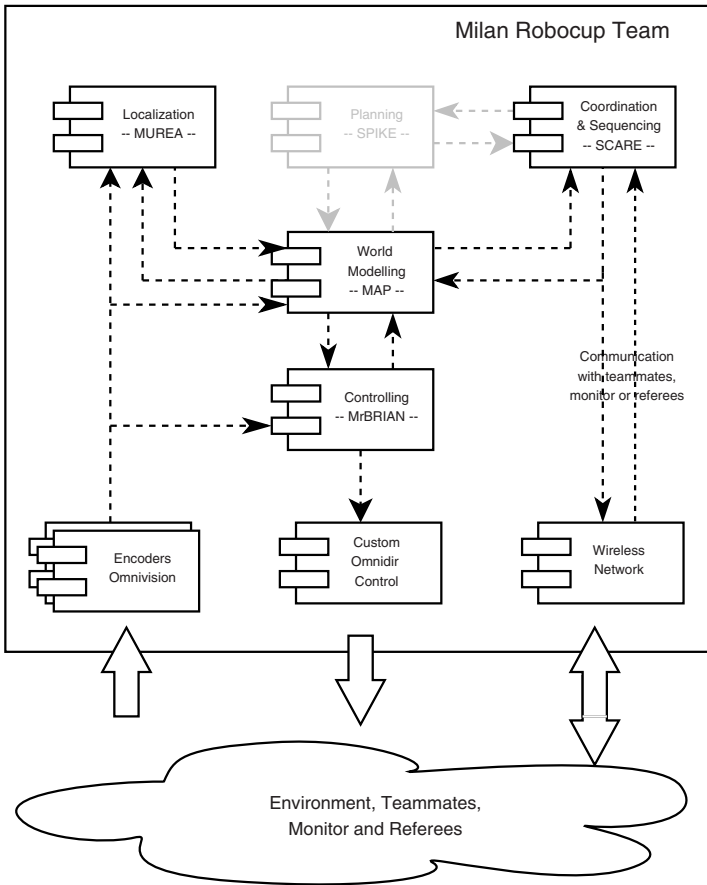 Milan Robocup Team
Localization
-- MUREA --
Planning
-- SPIKE --
Coordination
& Sequencing
-- SCARE --
World
Modelling
-- MAP --
Communication
with teammates,
monitor or referees
Controlling
-- MrBRIAN --
Encoders
Omnivision
Custom
Omnidir
Control
Wireless
Network
Environment, Teammates,
Monitor and Referees